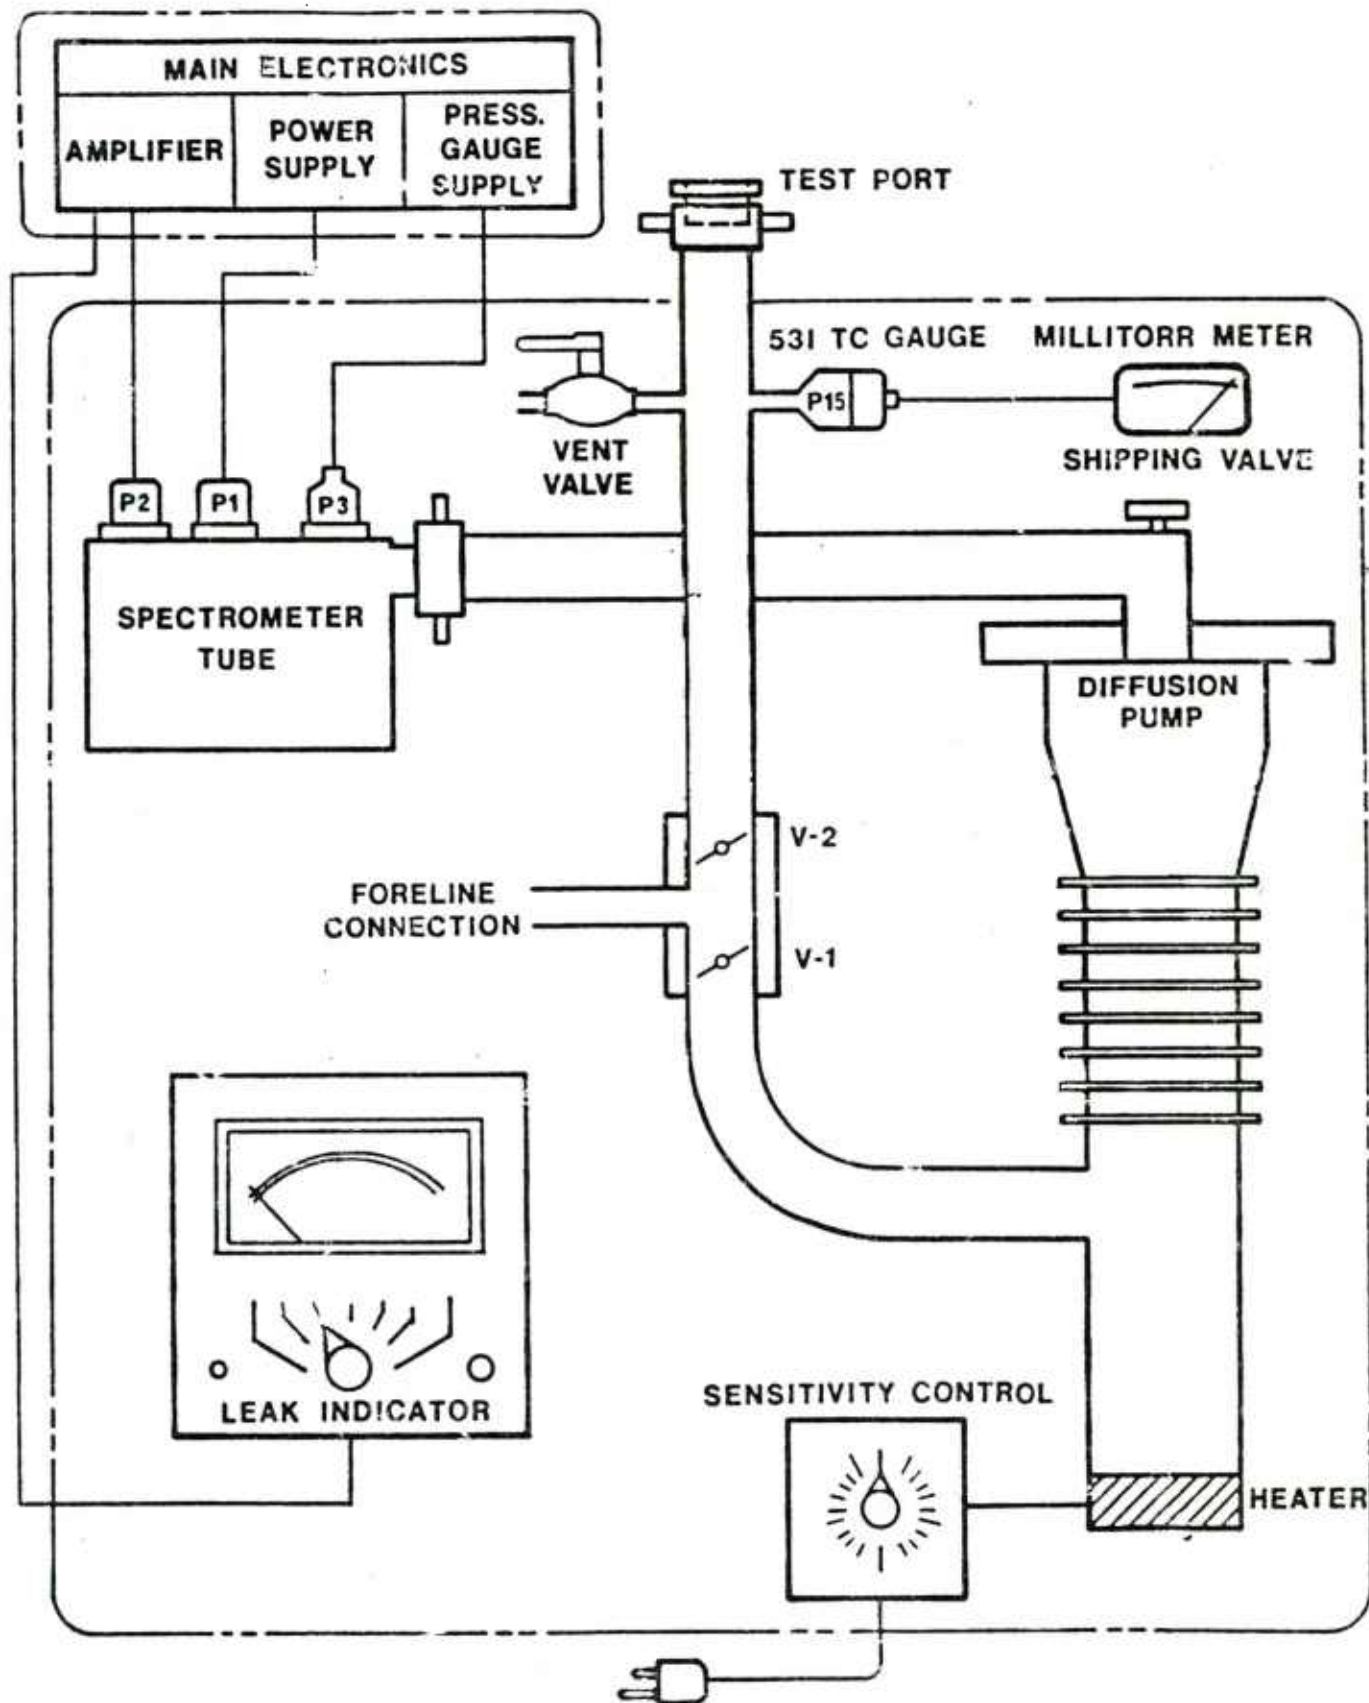 MAIN ELECTRONICS
AMPLIFIER
POWER
SUPPLY
PRESS.
GAUGE
SUPPLY
TEST PORT
531 TC GAUGE
MILLITORR METER
P15
VENT
VALVE
SHIPPING VALVE
P2
P1
P3
SPECTROMETER
TUBE
DIFFUSION
PUMP
V-2
FORELINE
CONNECTION
V-1
LEAK INDICATOR
SENSITIVITY CONTROL
HEATER